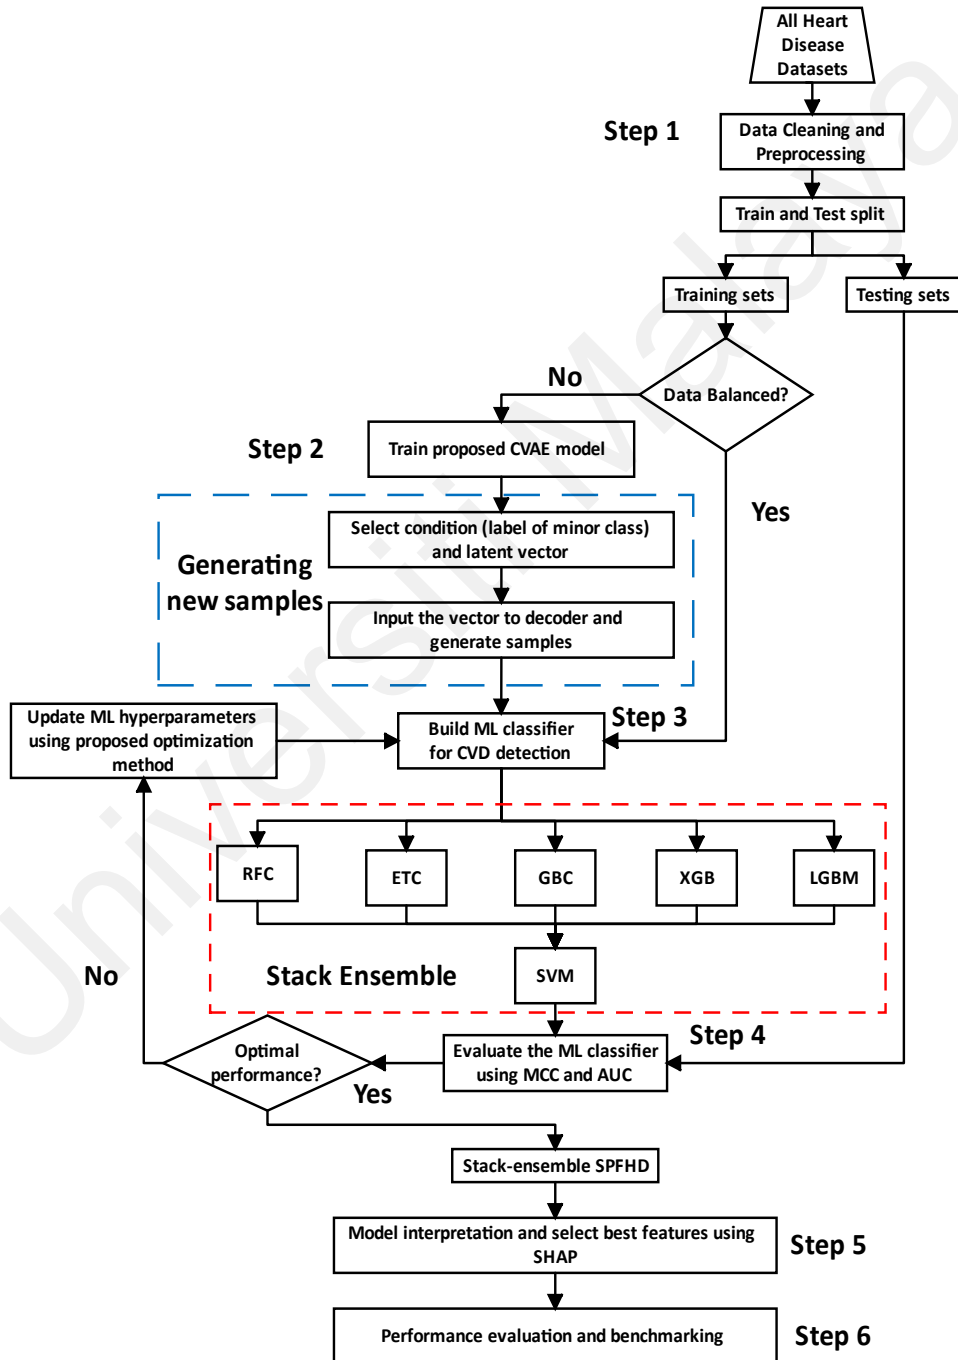 All Heart
Disease
Datasets
Step 1
Data Cleaning and
Preprocessing
Train and Test split
Training sets
Testing sets
Data Balanced?
No
Yes
Step 2
Train proposed CVAE model
Generating
new samples
Select condition (label of minor class)
and latent vector
Input the vector to decoder and
generate samples
Step 3
Update ML hyperparameters
using proposed optimization
method
Build ML classifier
for CVD detection
RFC
ETC
GBC
XGB
LGBM
Stack Ensemble
SVM
No
Step 4
Optimal
performance?
Yes
Evaluate the ML classifier
using MCC and AUC
Stack-ensemble SPFHD
Model interpretation and select best features using
SHAP
Step 5
Performance evaluation and benchmarking
Step 6
Universiti Malaya